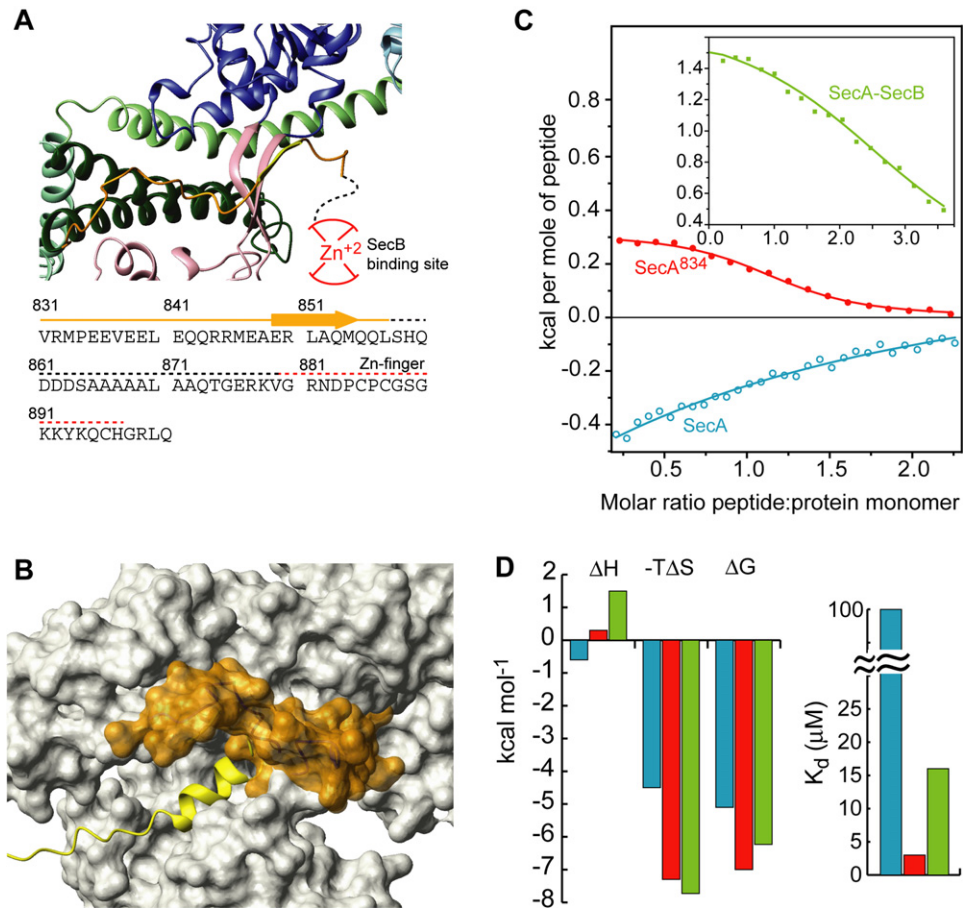 A
Zn+2
SecB
binding site
831 841 851
VRMPEEVEEL EQQRRMEAER LAQMQQLSHQ
861 871 881 Zn-finger
DDDSAAAAAL AAQTGERKVG RNDPCPCGSG
891
KKYKQCHGRLQ
B
C
kcal per mole of peptide
0.8
0.6
0.4
0.2
0
-0.2
-0.4
1.4
1.2
1.0
0.8
0.6
0.4
0.0 1.0 2.0 3.0
SecA-SecB
SecA834
SecA
0.5 1.0 1.5 2.0
Molar ratio peptide:protein monomer
D
ΔH -TΔS ΔG
kcal mol-1
2
1
0
-1
-2
-3
-4
-5
-6
-7
-8
Kd (μM)
100
25
20
15
10
5
0